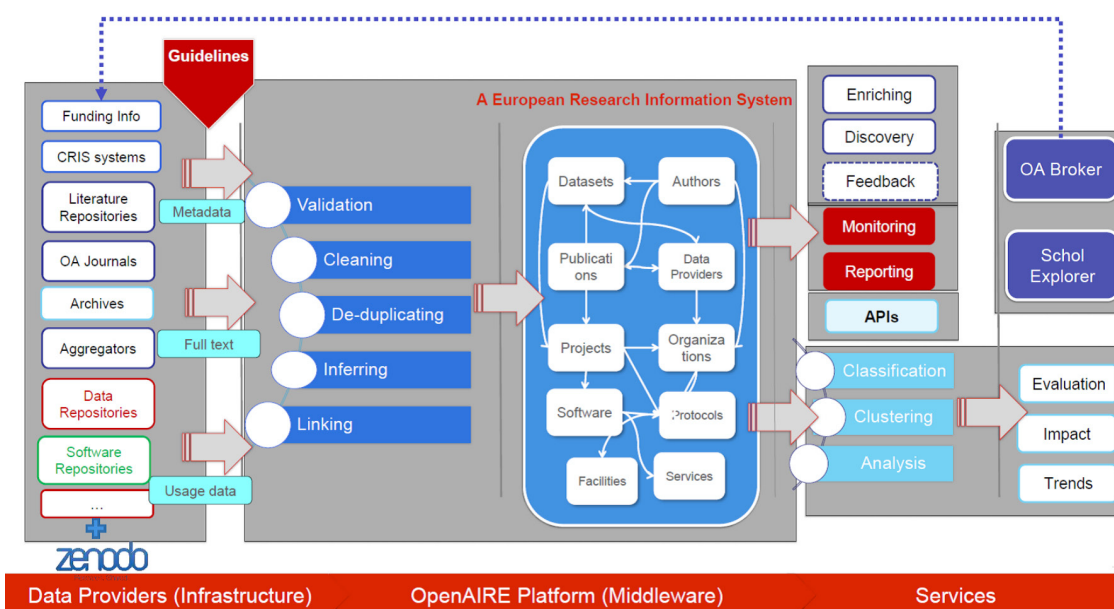 Guidelines
A European Research Information System
Funding Info
CRIS systems
Literature
Repositories
OA Journals
Archives
Aggregators
Data
Repositories
Software
Repositories
...
zenodo
Metadata
Full text
Usage data
Validation
Cleaning
De-duplicating
Inferring
Linking
Datasets
Authors
Publicati
ons
Data
Providers
Projects
Organiza
tions
Software
Protocols
Facilities
Services
Enriching
Discovery
Feedback
Monitoring
Reporting
APIs
OA Broker
Schol
Explorer
Classification
Clustering
Analysis
Evaluation
Impact
Trends
Data Providers (Infrastructure)
OpenAIRE Platform (Middleware)
Services